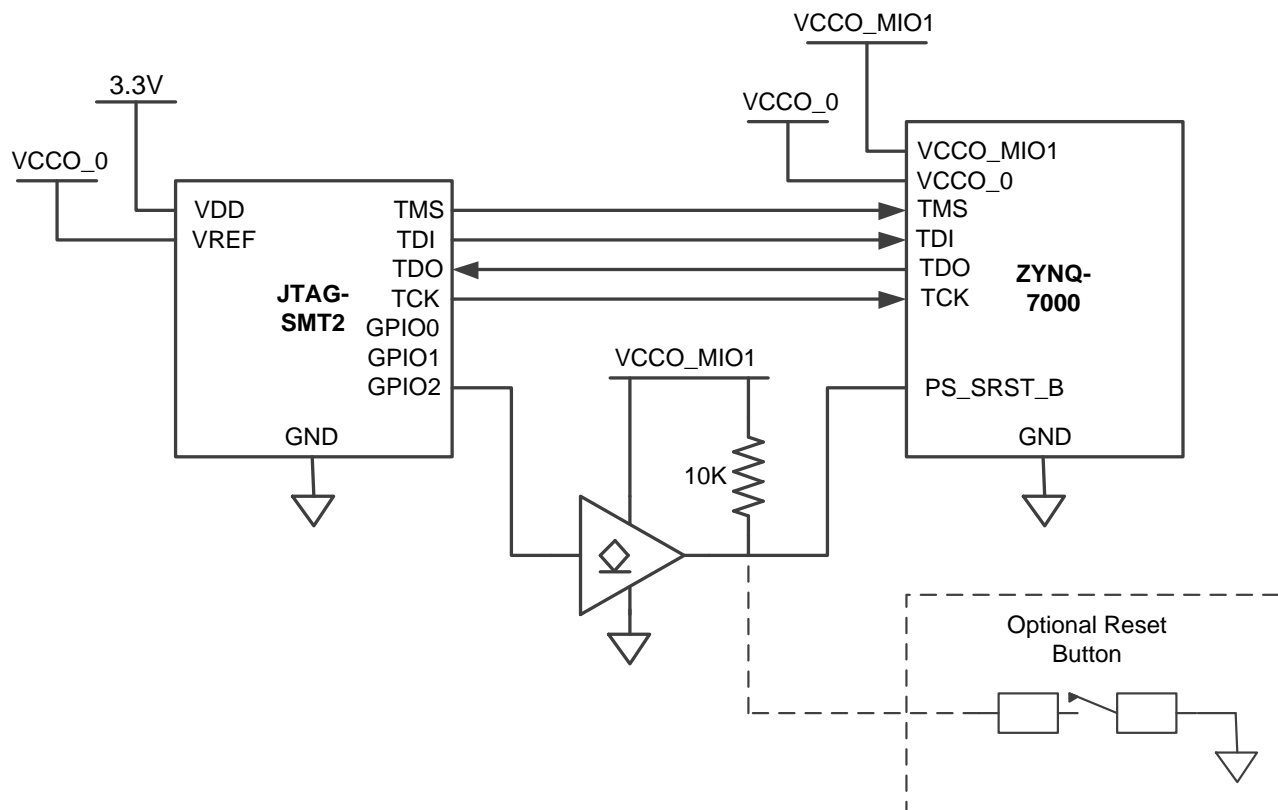 VCCO_MIO1
3.3V
VCCO_0
VCCO_0
VDD
VREF
TMS
TDI
TDO
TCK
GPIO0
GPIO1
GPIO2
JTAG-
SMT2
GND
VCCO_MIO1
VCCO_0
TMS
TDI
TDO
TCK
ZYNQ-
7000
PS_SRST_B
GND
VCCO_MIO1
10K
Optional Reset
Button